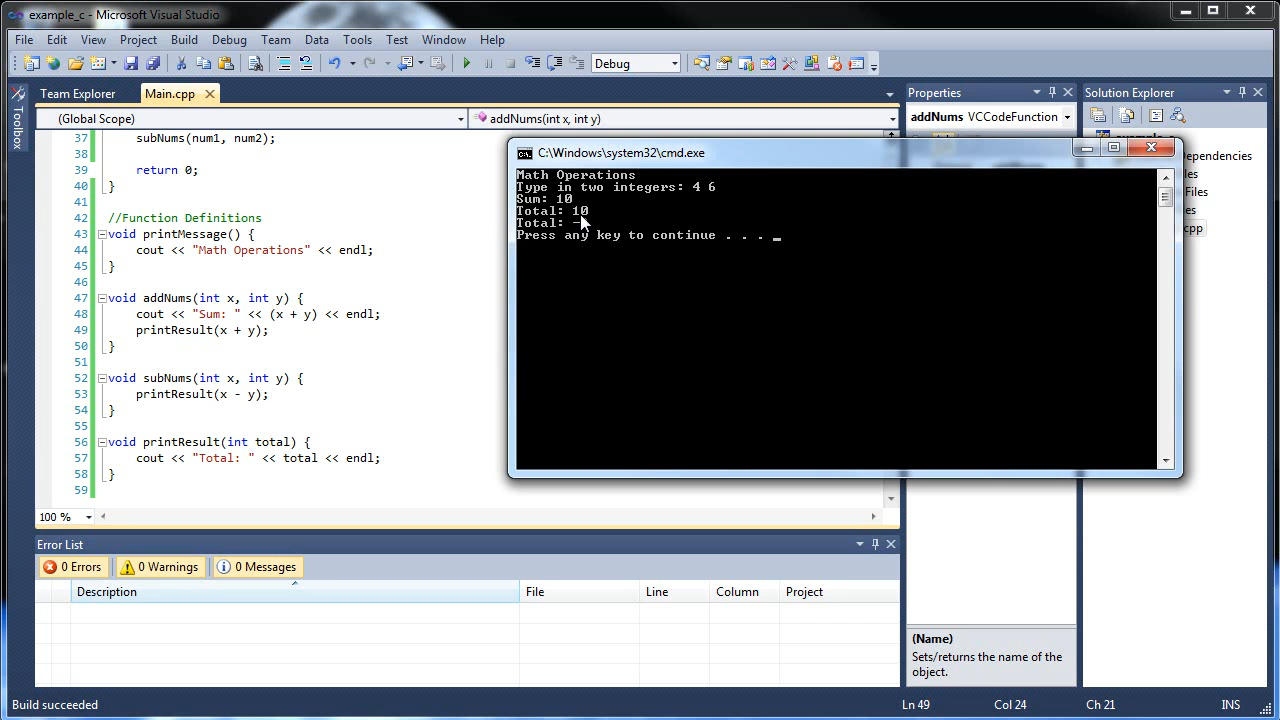 example_c - Microsoft Visual Studio
File Edit View Project Build Debug Team Data Tools Test Window Help
Debug
Team Explorer Main.cpp
Properties
Solution Explorer
Toolbox
(Global Scope) addNums(int x, int y)
addNums VCCodeFunction
37 subNums(num1, num2);
38
39 return 0;
40 }
41
42 //Function Definitions
43 void printMessage() {
44 cout << "Math Operations" << endl;
45 }
46
47 void addNums(int x, int y) {
48 cout << "Sum: " << (x + y) << endl;
49 printResult(x + y);
50 }
51
52 void subNums(int x, int y) {
53 printResult(x - y);
54 }
55
56 void printResult(int total) {
57 cout << "Total: " << total << endl;
58 }
59
100 %
C:\Windows\system32\cmd.exe
Math Operations
Type in two integers: 4 6
Sum: 10
Total: 10
Total:
Press any key to continue . . . _
Error List
0 Errors 0 Warnings 0 Messages
Description File Line Column Project
(Name)
Sets/returns the name of the
object.
Build succeeded Ln 49 Col 24 Ch 21 INS